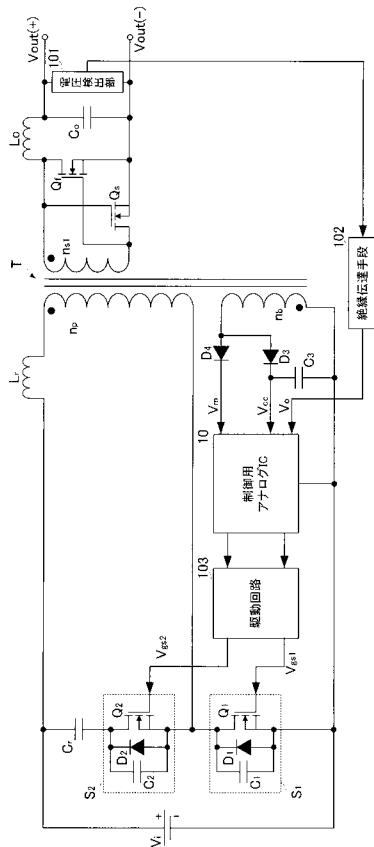 Vi
+
-
Cr
S2
C2
D2
Q2
Vgs2
S1
C1
D1
Q1
Vgs1
103
駆動回路
10
制御用
アナログIC
Vm
Vcc
Vo
D4
D3
C3
Lr
np
nb
T
ns1
Qs
Qf
Lo
Co
101
電圧検出部
Vout(+)
Vout(-)
102
絶縁伝達手段